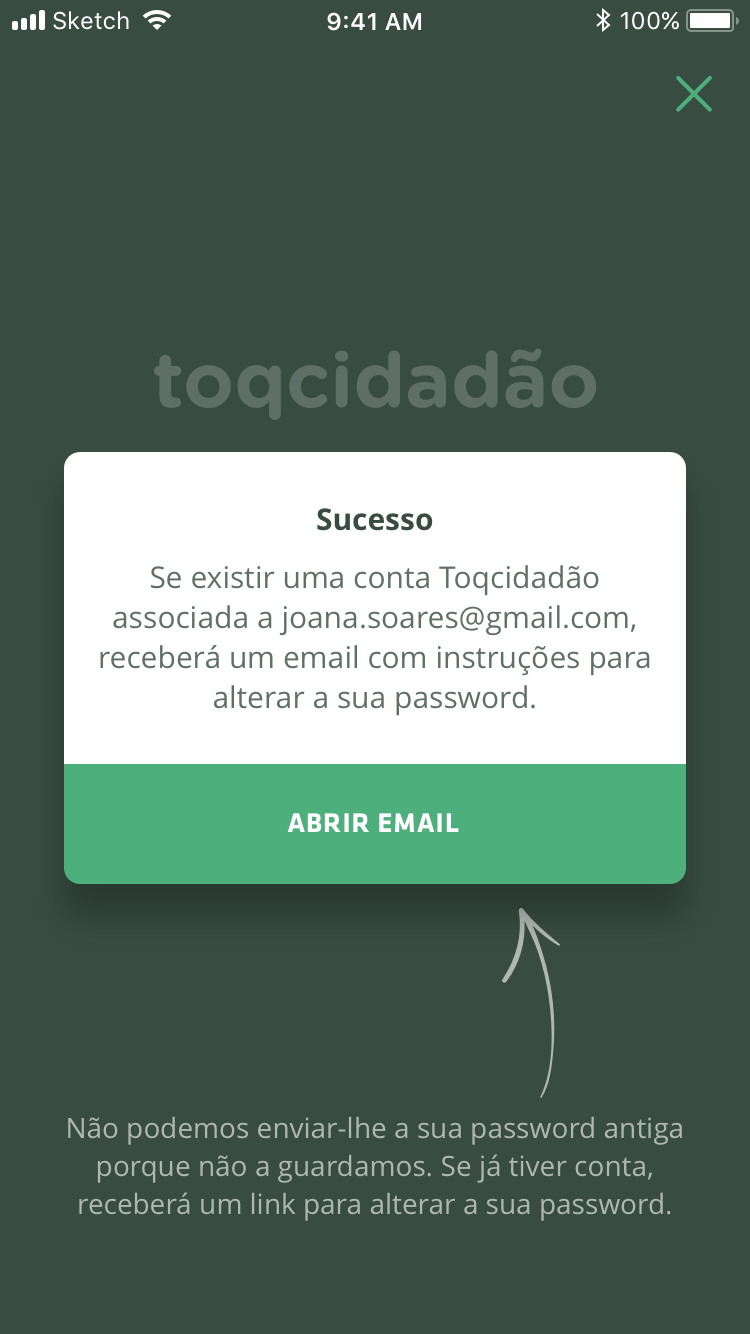 Sketch 9:41 AM 100%
toqcidadão
Sucesso
Se existir uma conta Toqcidadão
associada a joana.soares@gmail.com,
receberá um email com instruções para
alterar a sua password.
ABRIR EMAIL
Não podemos enviar-lhe a sua password antiga
porque não a guardamos. Se já tiver conta,
receberá um link para alterar a sua password.